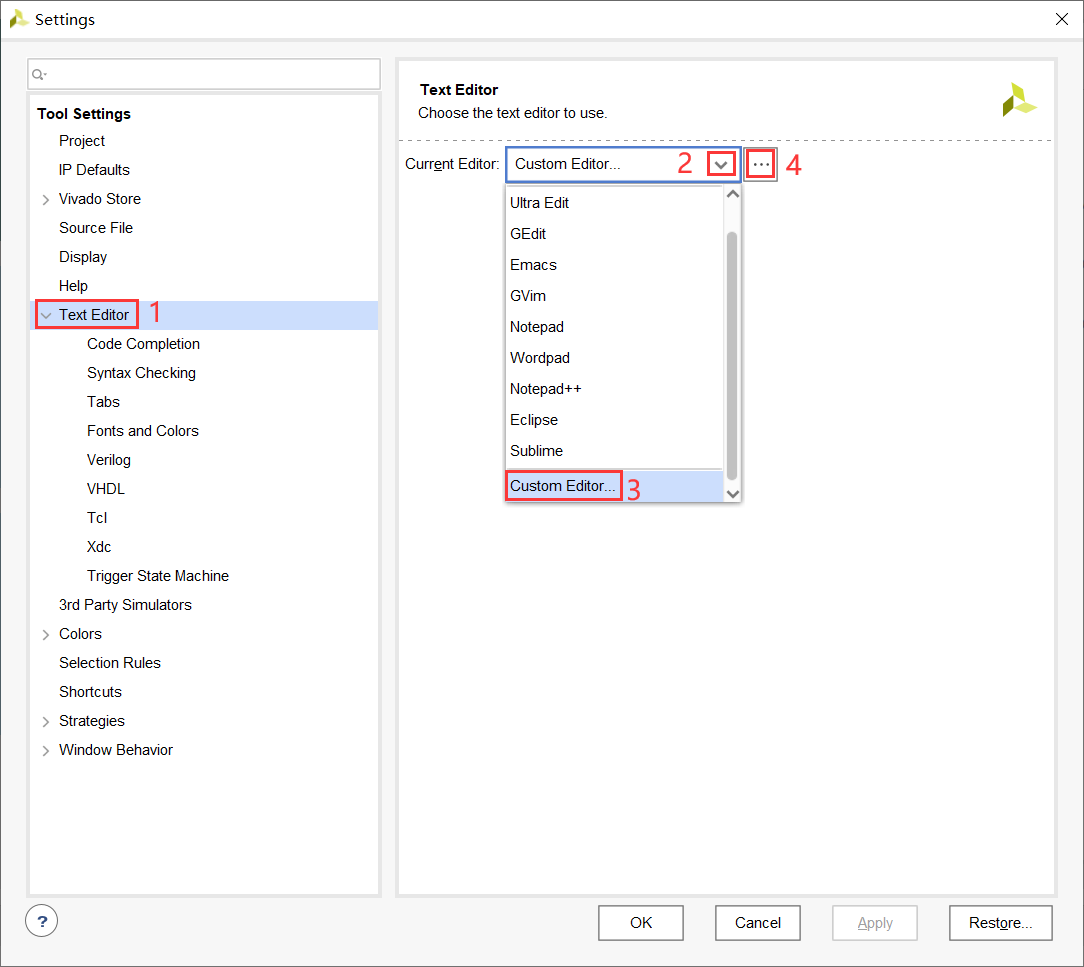 Settings
Tool Settings
Project
IP Defaults
Vivado Store
Source File
Display
Help
Text Editor 1
Code Completion
Syntax Checking
Tabs
Fonts and Colors
Verilog
VHDL
Tcl
Xdc
Trigger State Machine
3rd Party Simulators
Colors
Selection Rules
Shortcuts
Strategies
Window Behavior
Text Editor
Choose the text editor to use.
Current Editor: Custom Editor... 2 ... 4
Ultra Edit
GEdit
Emacs
GVim
Notepad
Wordpad
Notepad++
Eclipse
Sublime
Custom Editor... 3
? OK Cancel Apply Restore...